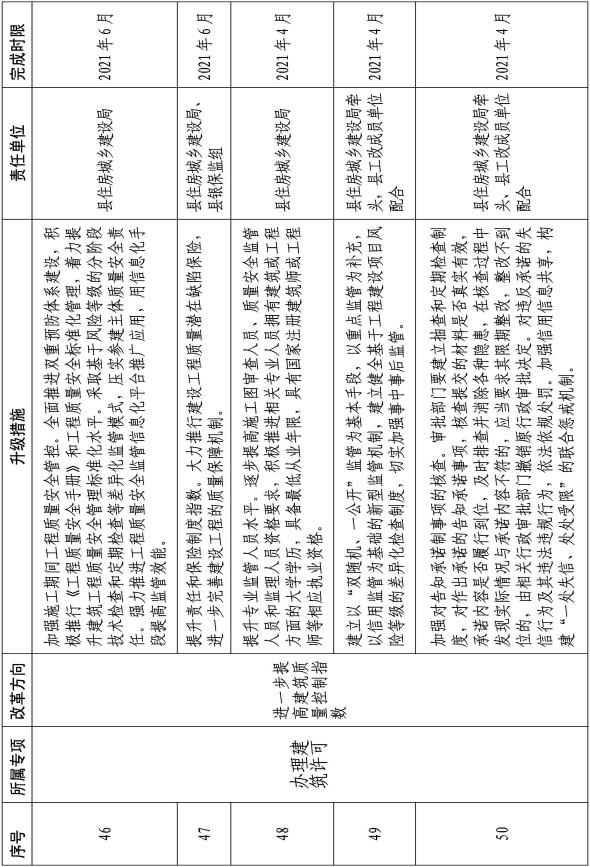 序号
所属专项
改革方向
升级措施
责任单位
完成时限
办理建
筑许可
进一步提
高建筑质
量控制指
数
46
加强施工期间工程质量安全管控。全面推进双重预防体系建设，积
极推行《工程质量安全手册》和工程质量安全标准化管理，着力提
升建筑工程质量安全管理标准化水平。采取基于风险等级的分阶段
技术检查和定期检查等差异化监管模式，压实参建主体质量安全责
任。强力推进工程质量安全监管信息化平台推广应用，用信息化手
段提高监管效能。
县住房城乡建设局
2021 年 6 月
47
提升责任和保险制度指数。大力推行建设工程质量潜在缺陷保险，
进一步完善建设工程的质量保障机制。
县住房城乡建设局、
县银保监组
2021 年 6 月
48
提升专业监管人员水平。逐步提高施工图审查人员、质量安全监管
人员和监理人员资格要求，积极推进相关专业人员拥有建筑或工程
方面的大学学历，具备最低从业年限，具有国家注册建筑师或工程
师等相应执业资格。
县住房城乡建设局
2021 年 4 月
49
建立以“双随机、一公开”监管为基本手段，以重点监管为补充，
以信用监管为基础的新型监管机制，建立健全基于工程建设项目风
险等级的差异化检查制度，切实加强事中事后监管。
县住房城乡建设局牵
头，县工改成员单位
配合
2021 年 4 月
50
加强对告知承诺制事项的核查。审批部门要建立抽查和定期检查制
度，对作出承诺的告知承诺事项，核查提交的材料是否真实有效，
承诺内容是否履行到位，及时排查并消除各种隐患，在核查过程中
发现实际情况与承诺内容不符的，应当要求其限期整改，整改不到
位的，由相关行政审批部门撤销原行政审批决定。对违反承诺的失
信行为及其违法违规行为，依法依规处罚。加强信用信息共享，构
建“一处失信、处处受限”的联合惩戒机制。
县住房城乡建设局牵
头、县工改成员单位
配合
2021 年 4 月